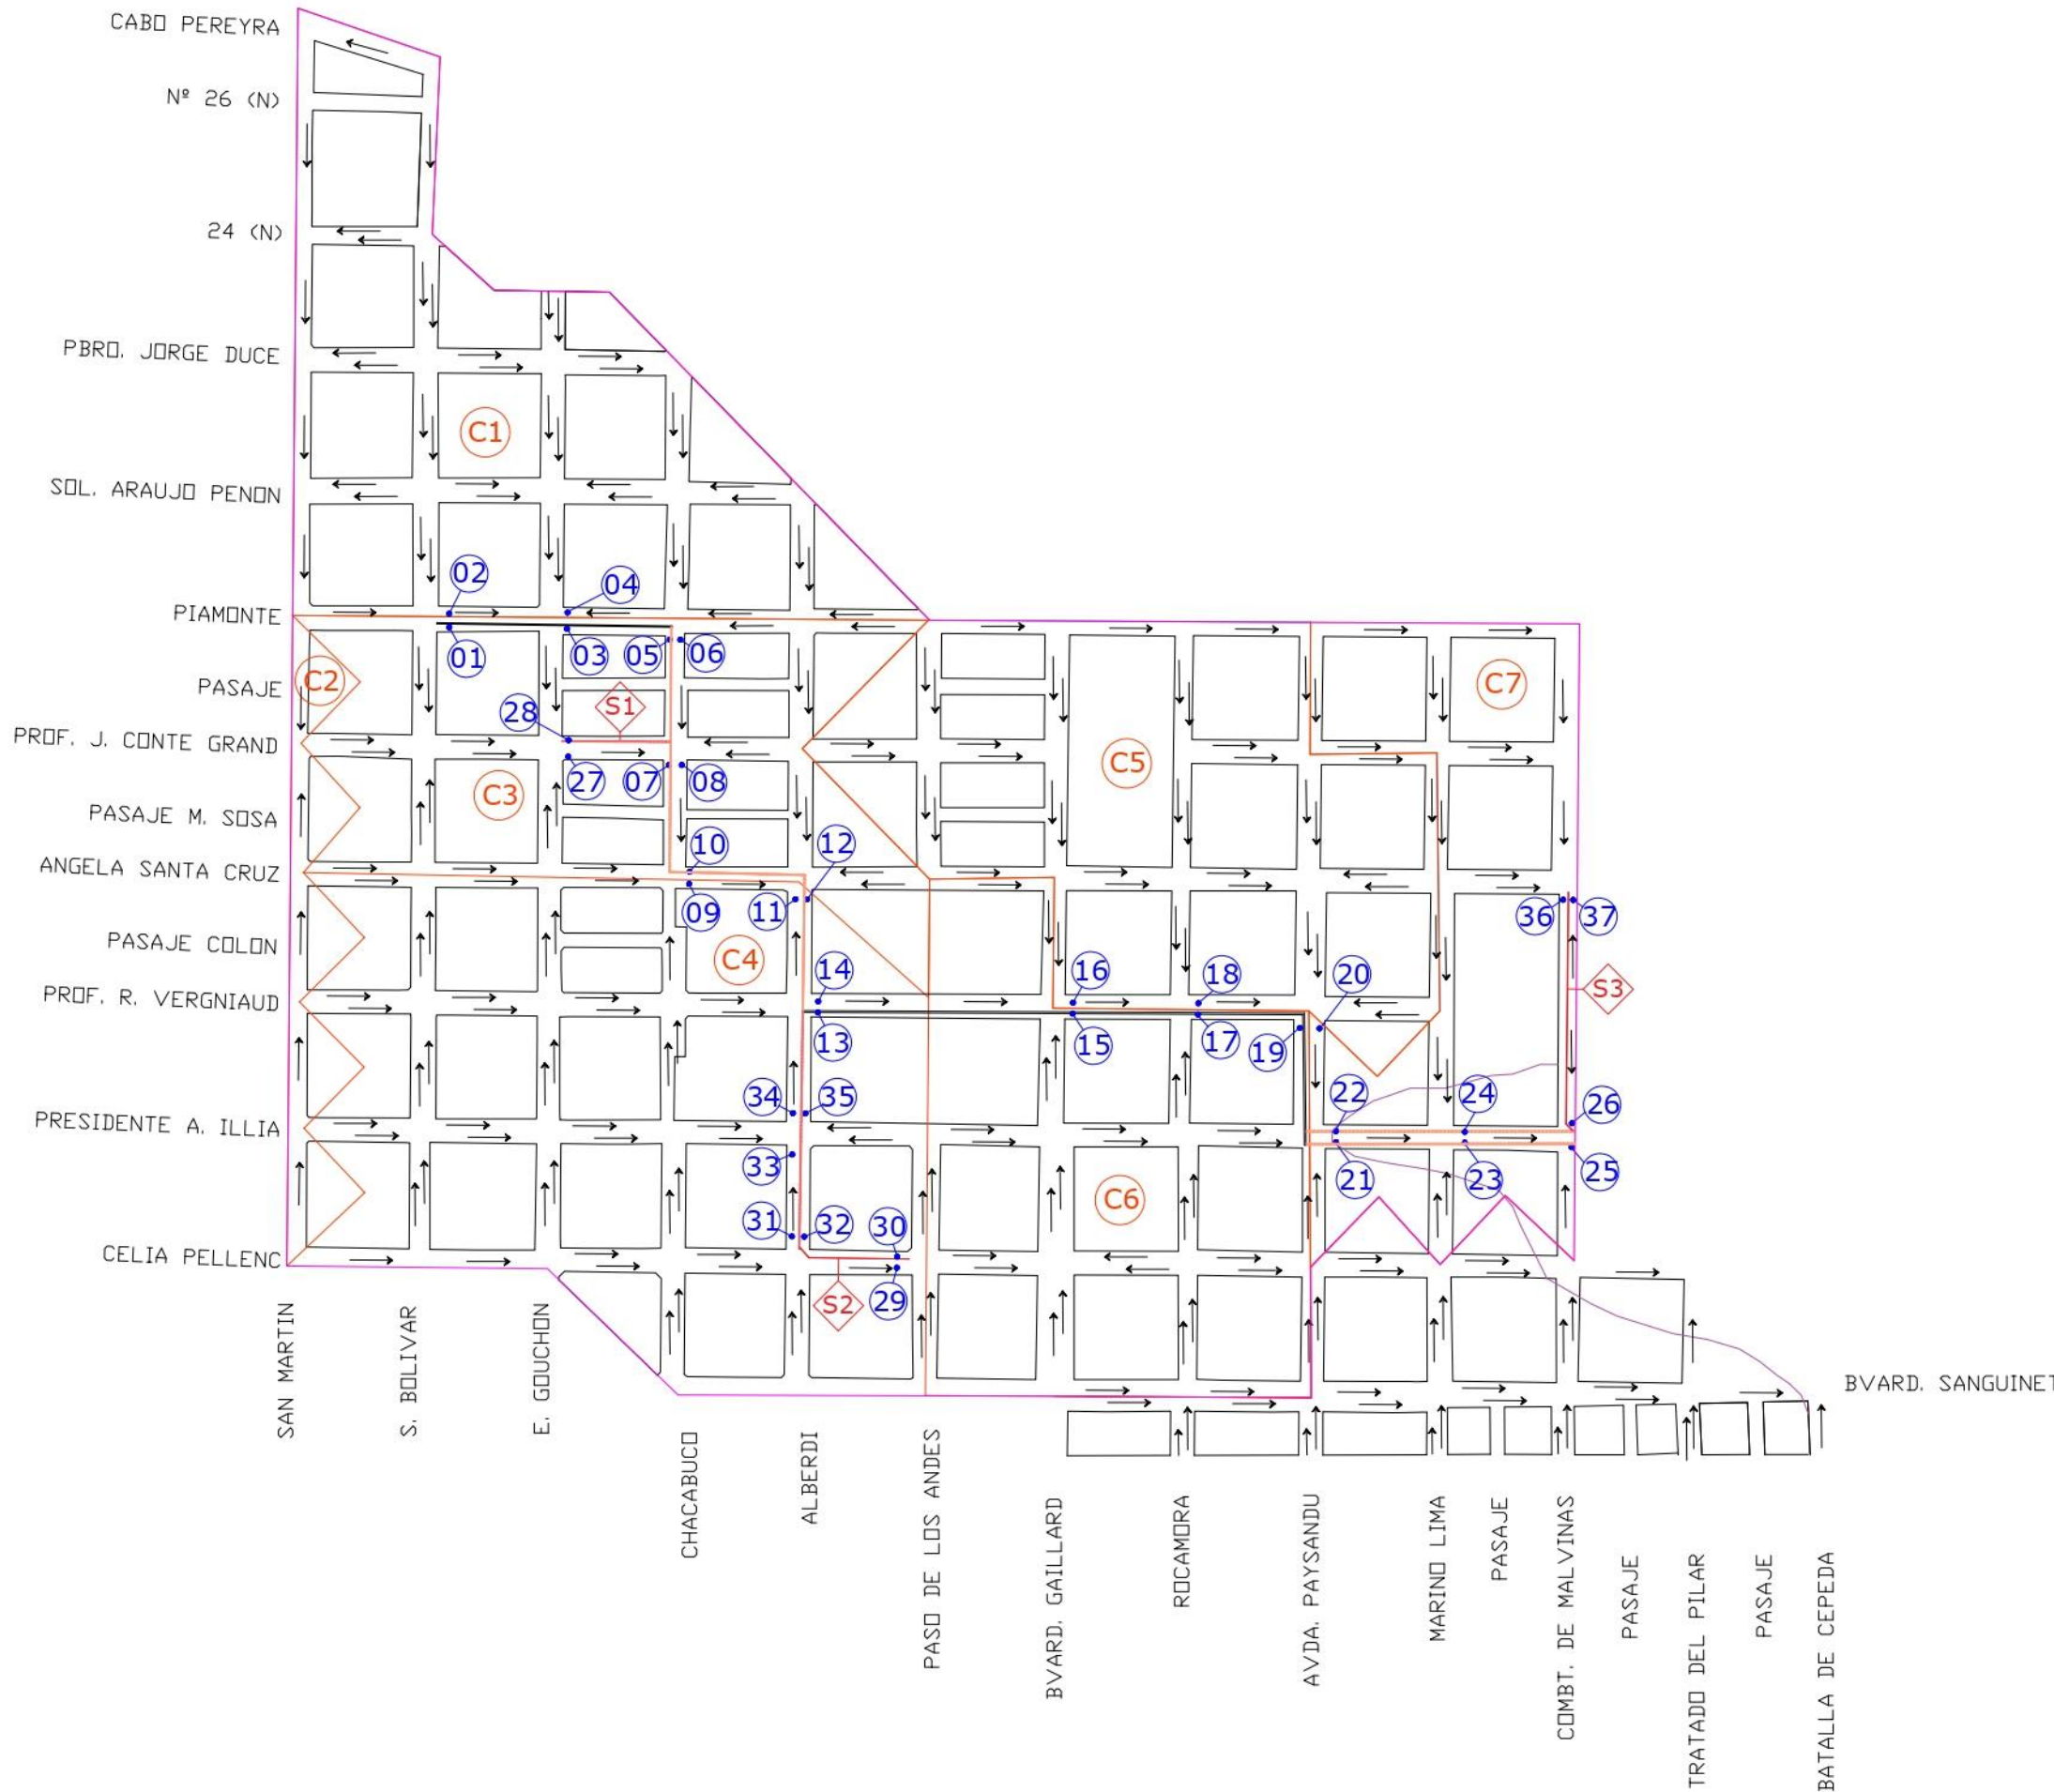 CABO PEREYRA
Nº 26 (N)
24 (N)
PBRO. JORGE DUCE
C1
SOL. ARAUJO PENON
02
04
PIAMONTE
01
03
05
06
C2
PASAJE
S1
C7
28
PROF. J. CONTE GRAND
C5
27
07
08
C3
PASAJE M. SOSA
10
12
ANGELA SANTA CRUZ
09
11
36
37
PASAJE COLON
C4
14
16
18
20
S3
PROF. R. VERGNIAUD
13
15
17
19
34
35
22
24
26
PRESIDENTE A. ILLIA
33
21
23
25
C6
31
32
30
CELIA PELLENC
S2
29
BVARD. SANGUINET
SAN MARTIN
S. BOLIVAR
E. GOUCHON
CHACABUCO
ALBERDI
PASO DE LOS ANDES
BVARD. GAILLARD
ROCAMORA
AVDA. PAYSANDU
MARINO LIMA
PASAJE
COMBT. DE MALVINAS
PASAJE
TRATADO DEL PILAR
PASAJE
BATALLA DE CEPEDA